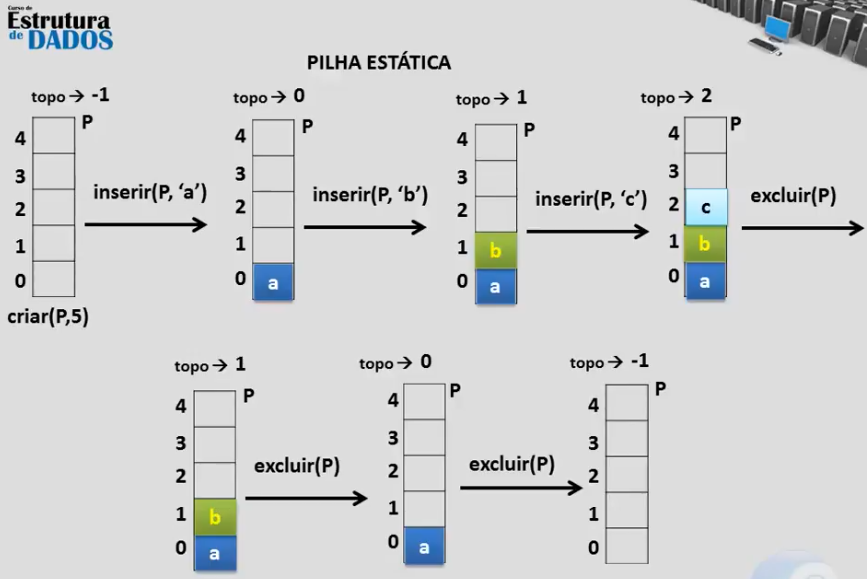 Curso de
Estrutura
de DADOS
PILHA ESTÁTICA
topo → -1
P
4
3
2
1
0
criar(P,5)
inserir(P, ‘a’)
topo → 0
P
4
3
2
1
0 a
inserir(P, ‘b’)
topo → 1
P
4
3
2
1 b
0 a
inserir(P, ‘c’)
topo → 2
P
4
3
2 c
1 b
0 a
excluir(P)
topo → 1
P
4
3
2
1 b
0 a
excluir(P)
topo → 0
P
4
3
2
1
0 a
excluir(P)
topo → -1
P
4
3
2
1
0